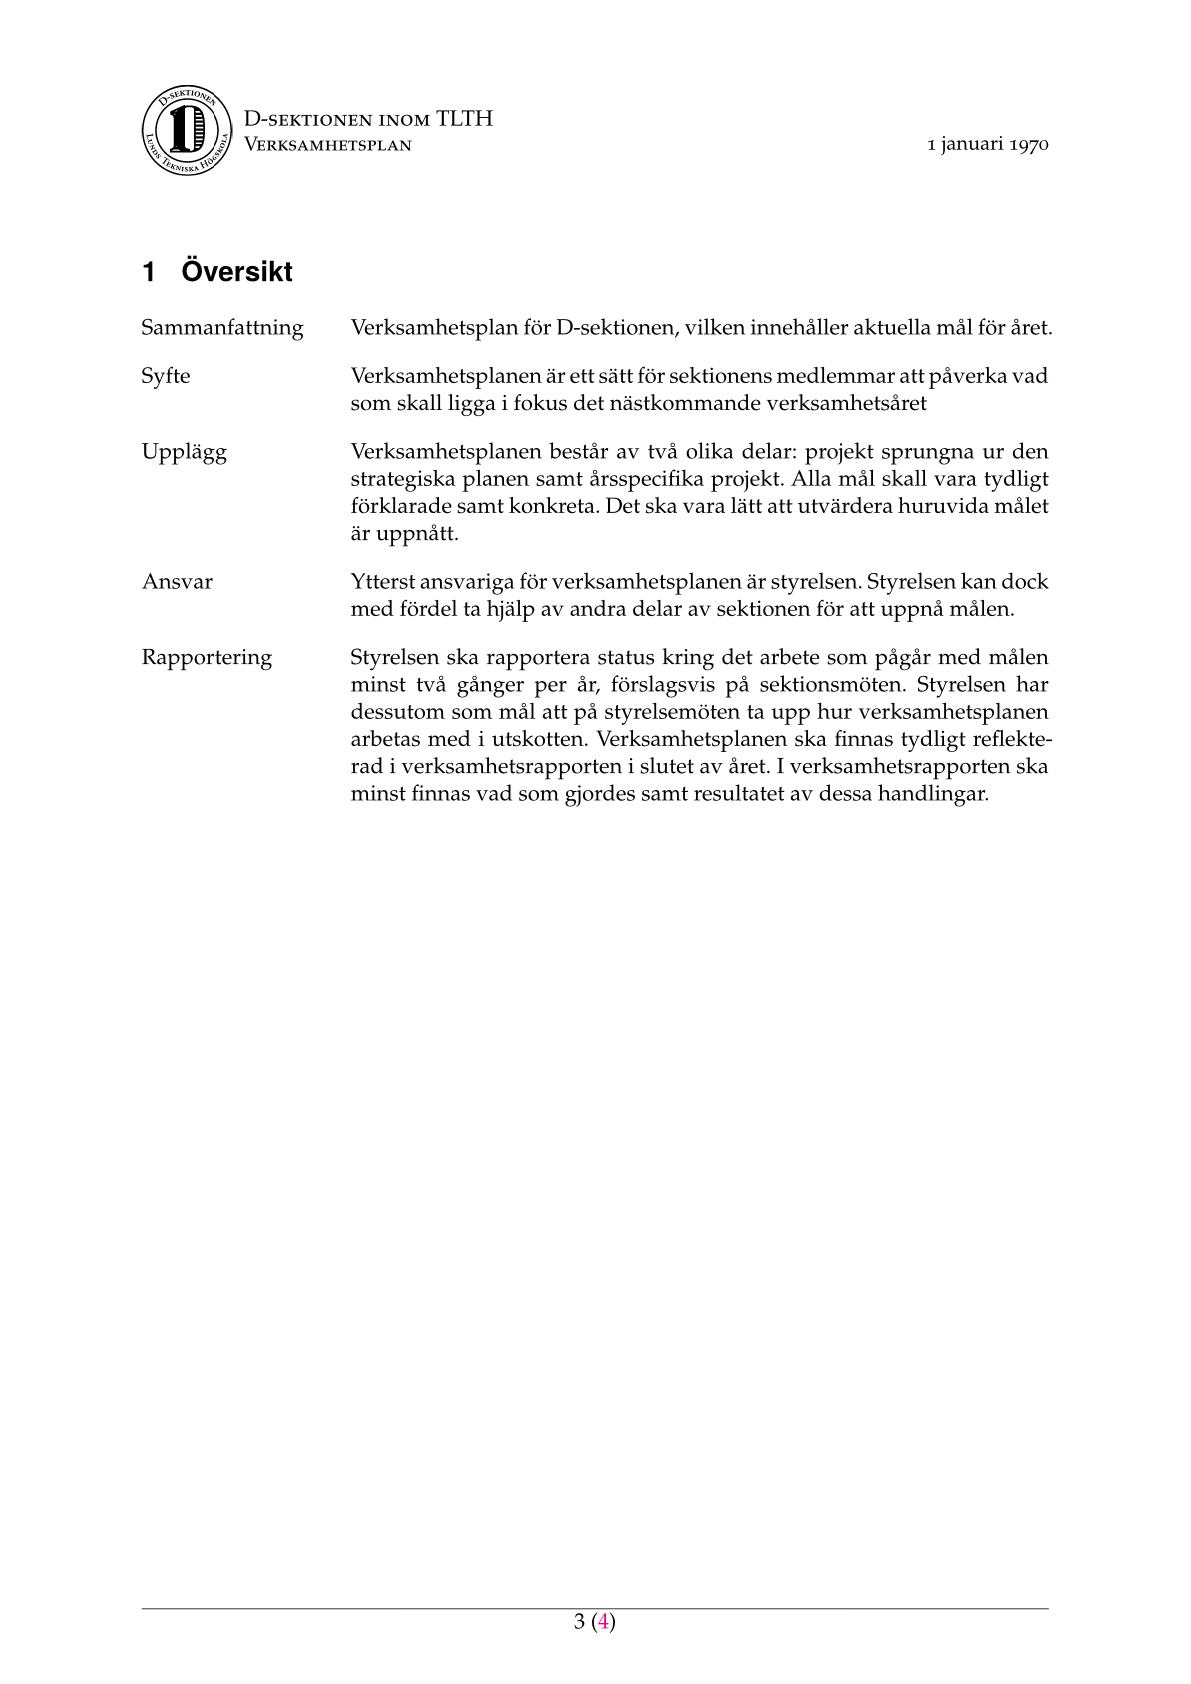 D-sektionen
Lunds Tekniska Högskola
D-sektionen inom TLTH
Verksamhetsplan
1 januari 1970
1 Översikt
Sammanfattning Verksamhetsplan för D-sektionen, vilken innehåller aktuella mål för året.
Syfte Verksamhetsplanen är ett sätt för sektionens medlemmar att påverka vad
som skall ligga i fokus det nästkommande verksamhetsåret
Upplägg Verksamhetsplanen består av två olika delar: projekt sprungna ur den
strategiska planen samt årsspecifika projekt. Alla mål skall vara tydligt
förklarade samt konkreta. Det ska vara lätt att utvärdera huruvida målet
är uppnått.
Ansvar Ytterst ansvariga för verksamhetsplanen är styrelsen. Styrelsen kan dock
med fördel ta hjälp av andra delar av sektionen för att uppnå målen.
Rapportering Styrelsen ska rapportera status kring det arbete som pågår med målen
minst två gånger per år, förslagsvis på sektionsmöten. Styrelsen har
dessutom som mål att på styrelsemöten ta upp hur verksamhetsplanen
arbetas med i utskotten. Verksamhetsplanen ska finnas tydligt reflekte-
rad i verksamhetsrapporten i slutet av året. I verksamhetsrapporten ska
minst finnas vad som gjordes samt resultatet av dessa handlingar.
3 (4)